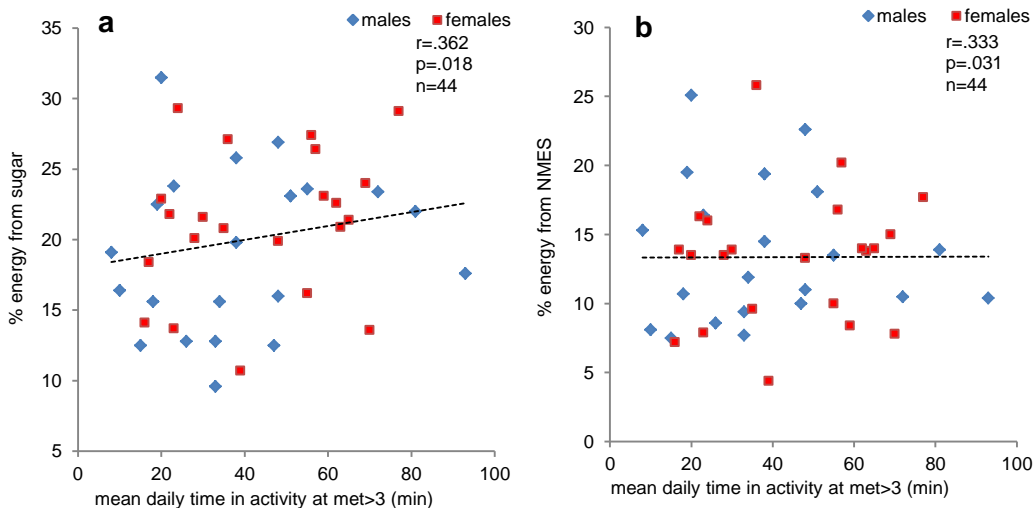 a
males females
r=.362
p=.018
n=44
35
30
25
20
15
10
5
% energy from sugar
0 20 40 60 80 100
mean daily time in activity at met>3 (min)
b
males females
r=.333
p=.031
n=44
30
25
20
15
10
5
0
% energy from NMES
0 20 40 60 80 100
mean daily time in activity at met>3 (min)